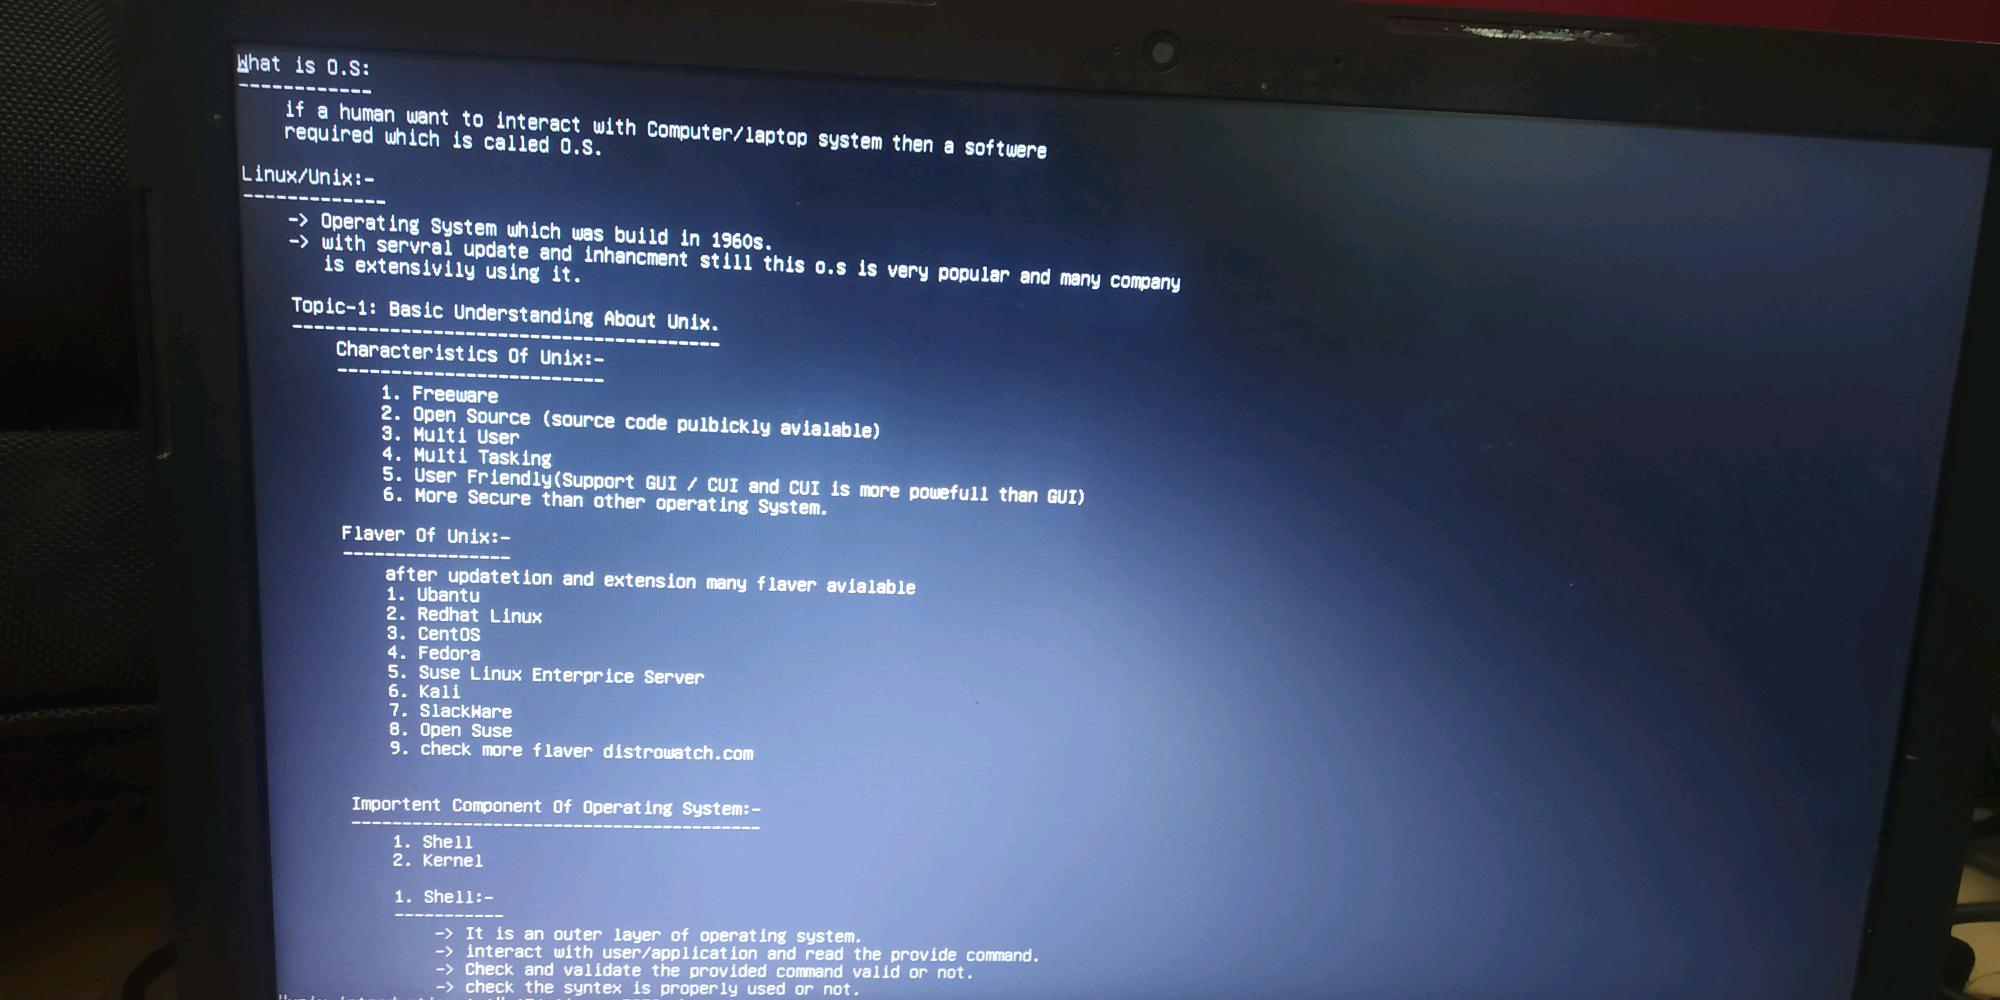 What is O.S:
------------
if a human want to interact with Computer/laptop system then a softwere
required which is called O.S.
Linux/Unix:-
-------------
-> Operating System which was build in 1960s.
-> with servral update and inhancment still this o.s is very popular and many company
is extensivily using it.
Topic-1: Basic Understanding About Unix.
----------------------------------------
Characteristics Of Unix:-
-------------------------
1. Freeware
2. Open Source (source code pulbickly avialable)
3. Multi User
4. Multi Tasking
5. User Friendly(Support GUI / CUI and CUI is more powefull than GUI)
6. More Secure than other operating System.
Flaver Of Unix:-
----------------
after updatetion and extension many flaver avialable
1. Ubantu
2. Redhat Linux
3. CentOS
4. Fedora
5. Suse Linux Enterprice Server
6. Kali
7. SlackWare
8. Open Suse
9. check more flaver distrowatch.com
Importent Component Of Operating System:-
-----------------------------------------
1. Shell
2. Kernel
1. Shell:-
-----------
-> It is an outer layer of operating system.
-> interact with user/application and read the provide command.
-> Check and validate the provided command valid or not.
-> check the syntex is properly used or not.